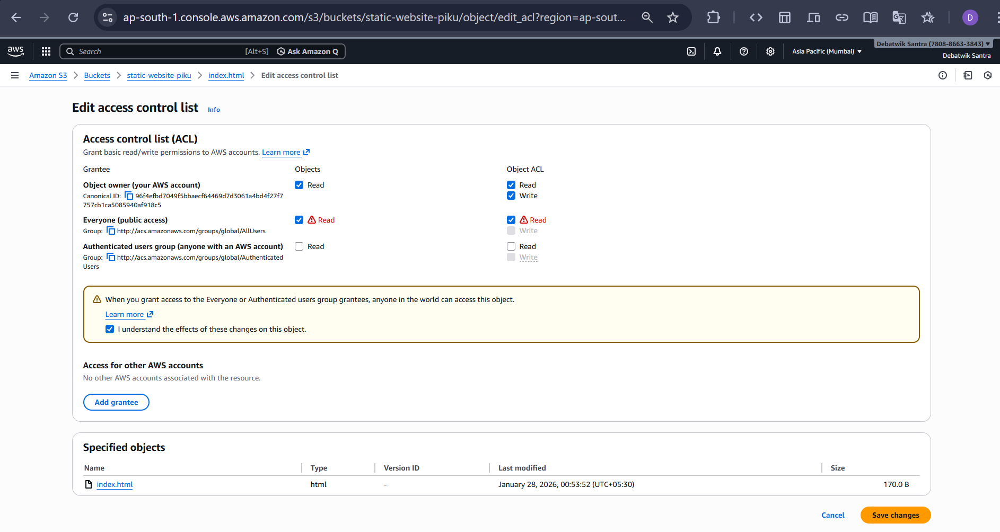 ap-south-1.console.aws.amazon.com/s3/buckets/static-website-piku/object/edit_acl?region=ap-sout...
D
aws
Search
[Alt+S]
Ask Amazon Q
Asia Pacific (Mumbai)
Debatwik Santra (7808-8663-3843)
Debatwik Santra
Amazon S3 > Buckets > static-website-piku > index.html > Edit access control list
Edit access control list Info
Access control list (ACL)
Grant basic read/write permissions to AWS accounts. Learn more
Grantee Objects Object ACL
Object owner (your AWS account) Read Read
Canonical ID: 96f4efbd7049f5bbaecf64469d7d3061a4bd4f27f7 Write
757cb1ca5085940af918c5
Everyone (public access) Read Read
Group: http://acs.amazonaws.com/groups/global/AllUsers Write
Authenticated users group (anyone with an AWS account) Read Read
Group: http://acs.amazonaws.com/groups/global/Authenticated Write
Users
When you grant access to the Everyone or Authenticated users group grantees, anyone in the world can access this object.
Learn more
I understand the effects of these changes on this object.
Access for other AWS accounts
No other AWS accounts associated with the resource.
Add grantee
Specified objects
Name Type Version ID Last modified Size
index.html html - January 28, 2026, 00:53:52 (UTC+05:30) 170.0 B
Cancel Save changes